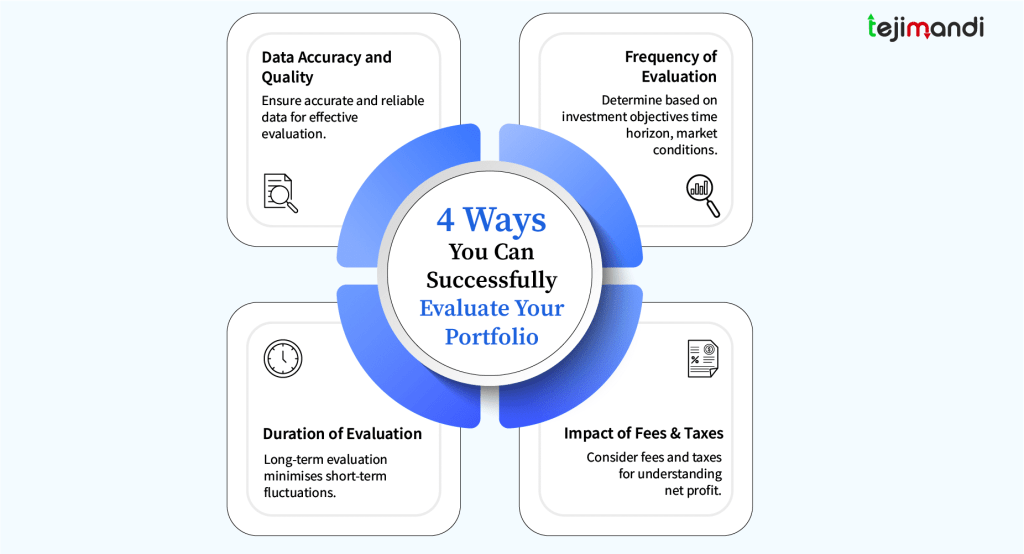 tejimandi
Data Accuracy and
Quality
Ensure accurate and reliable
data for effective
evaluation.
Frequency of
Evaluation
Determine based on
investment objectives time
horizon, market
conditions.
4 Ways
You Can
Successfully
Evaluate Your
Portfolio
Duration of Evaluation
Long-term evaluation
minimises short-term
fluctuations.
Impact of Fees & Taxes
Consider fees and taxes
for understanding
net profit.